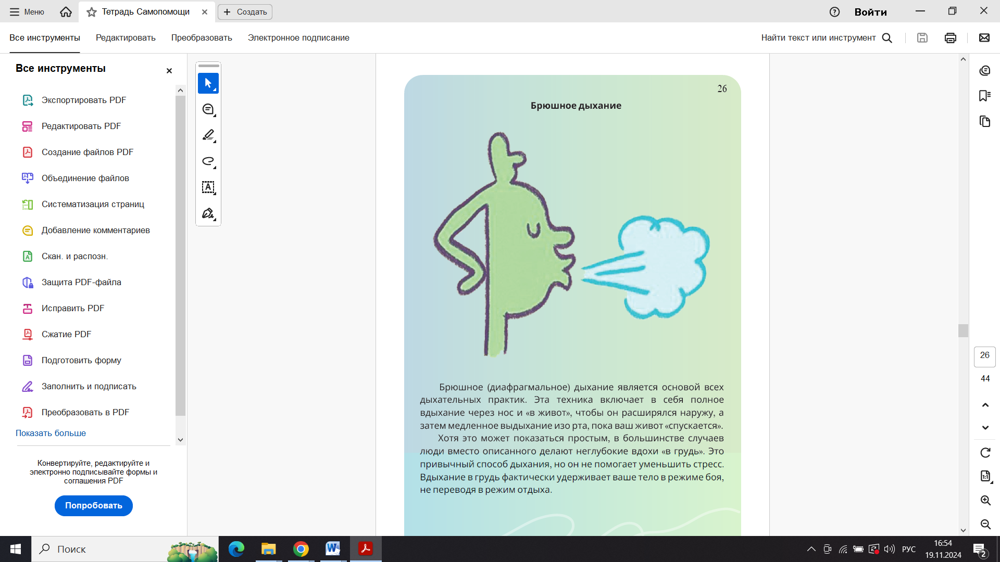 Меню
Тетрадь Самопомощи
Создать
Войти
Все инструменты
Редактировать
Преобразовать
Электронное подписание
Найти текст или инструмент
Все инструменты
Экспортировать PDF
Редактировать PDF
Создание файлов PDF
Объединение файлов
Систематизация страниц
Добавление комментариев
Скан. и распозн.
Защита PDF-файла
Исправить PDF
Сжатие PDF
Подготовить форму
Заполнить и подписать
Преобразовать в PDF
Показать больше
Конвертируйте, редактируйте и
электронно подписывайте формы и
соглашения PDF
Попробовать
26
Брюшное дыхание
Брюшное (диафрагмальное) дыхание является основой всех
дыхательных практик. Эта техника включает в себя полное
вдыхание через нос и «в живот», чтобы он расширялся наружу, а
затем медленное выдыхание изо рта, пока ваш живот «спускается».
Хотя это может показаться простым, в большинстве случаев
люди вместо описанного делают неглубокие вдохи «в грудь». Это
привычный способ дыхания, но он не помогает уменьшить стресс.
Вдыхание в грудь фактически удерживает ваше тело в режиме боя,
не переводя в режим отдыха.
26
44
1:1
Поиск
РУС
16:54
19.11.2024
2